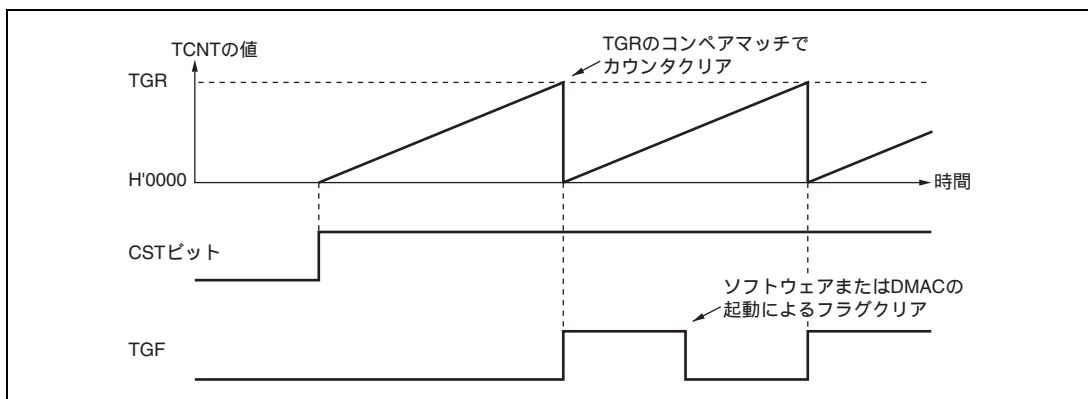 TCNTの値
TGRのコンペアマッチで
カウンタクリア
TGR
H'0000
時間
CSTビット
ソフトウェアまたはDMACの
起動によるフラグクリア
TGF